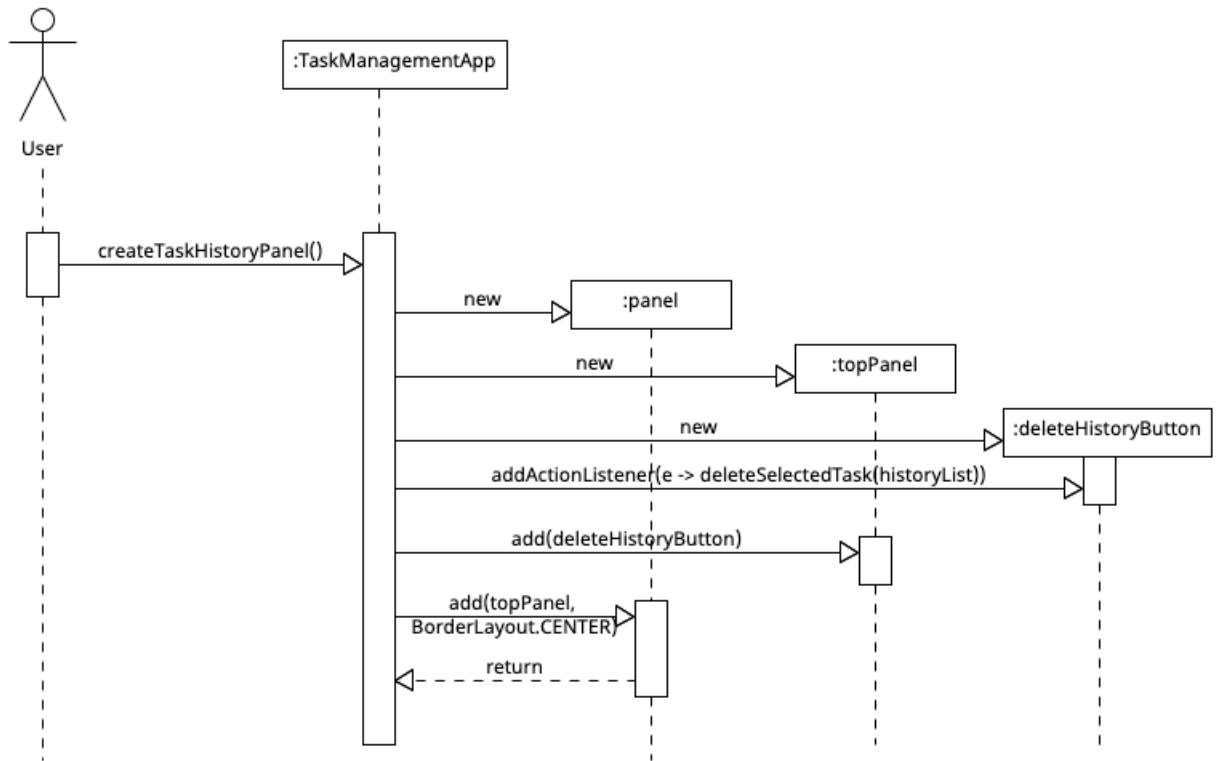 :TaskManagementApp
User
createTaskHistoryPanel()
new
:panel
new
:topPanel
new
:deleteHistoryButton
addActionListener(e -> deleteSelectedTask(historyList))
add(deleteHistoryButton)
add(topPanel,
BorderLayout.CENTER)
return